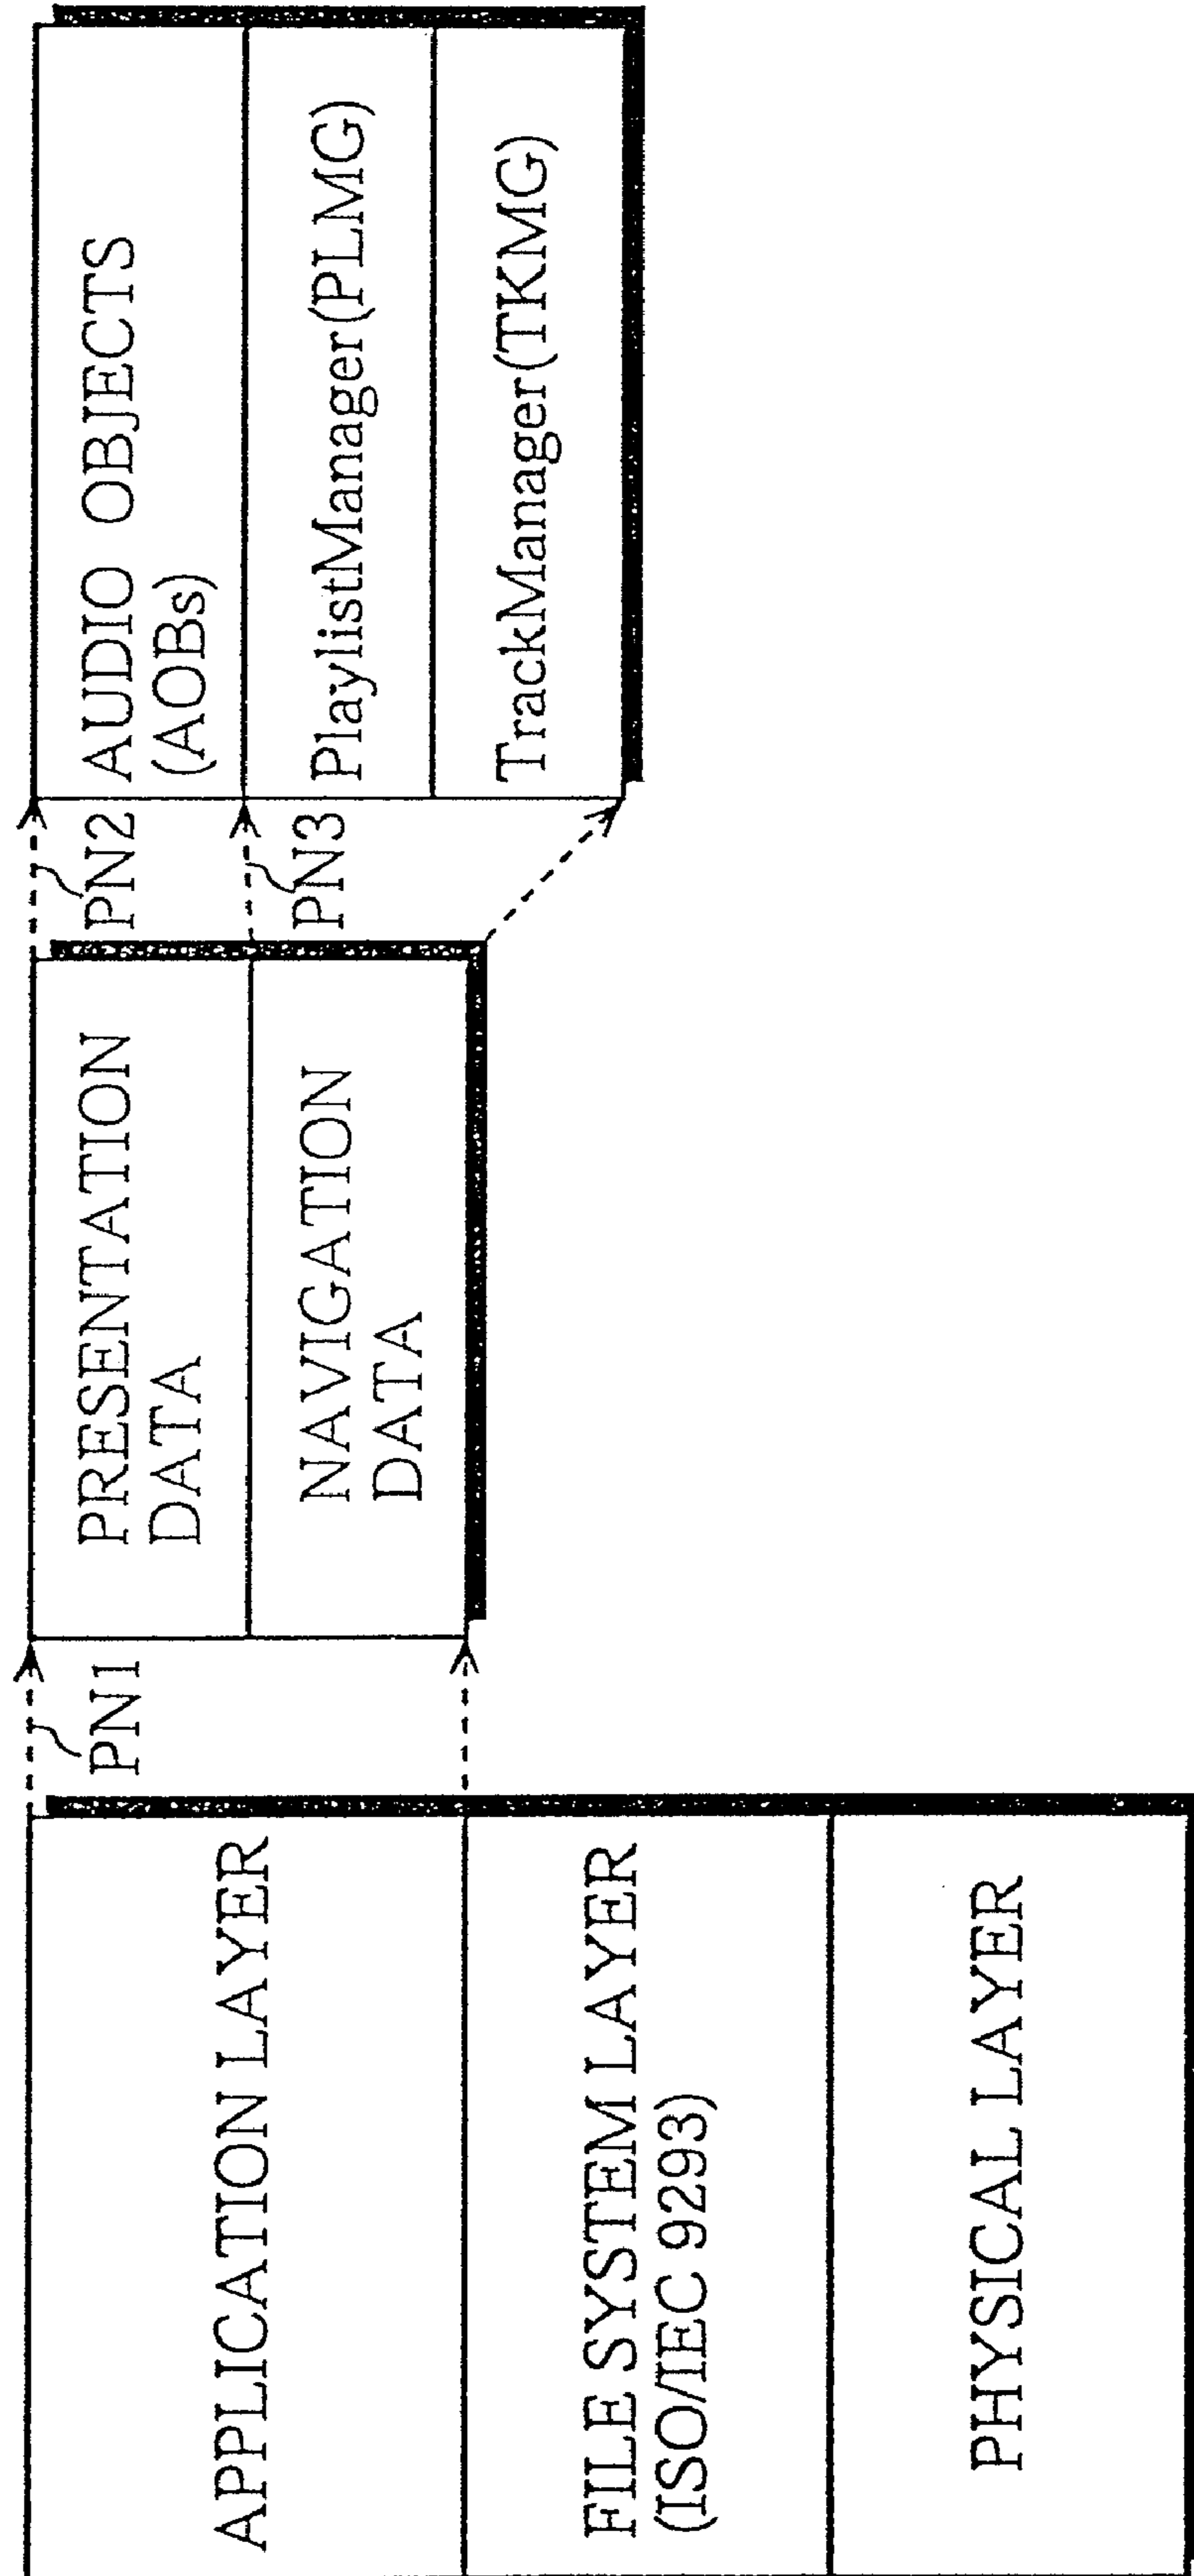 APPLICATION LAYER
FILE SYSTEM LAYER
(ISO/IEC 9293)
PHYSICAL LAYER
PN1
PRESENTATION
DATA
NAVIGATION
DATA
PN2
PN3
AUDIO OBJECTS
(AOBs)
PlaylistManager(PLMG)
TrackManager(TKMG)